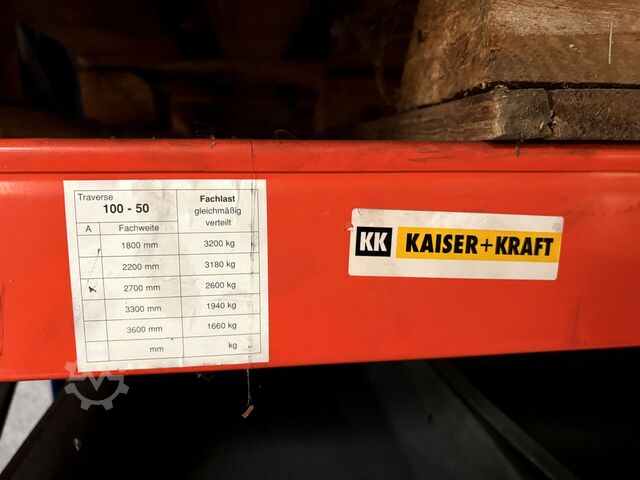 Traverse
100 - 50
Fachlast
gleichmäßig
verteilt
A Fachweite
1800 mm 3200 kg
2200 mm 3180 kg
x 2700 mm 2600 kg
3300 mm 1940 kg
3600 mm 1660 kg
mm kg
KK KAISER+KRAFT